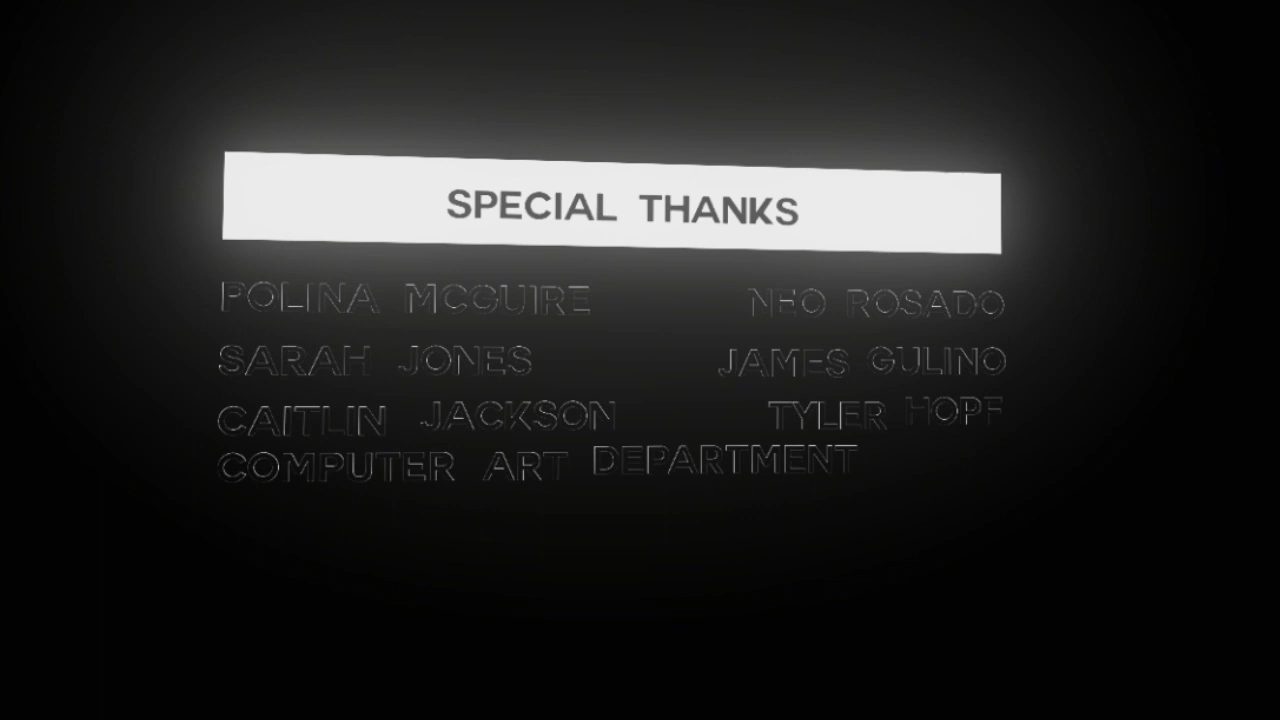 SPECIAL THANKS
POLINA MCGUIRE NEO ROSADO
SARAH JONES JAMES GULINO
CAITLIN JACKSON TYLER HOPF
COMPUTER ART DEPARTMENT